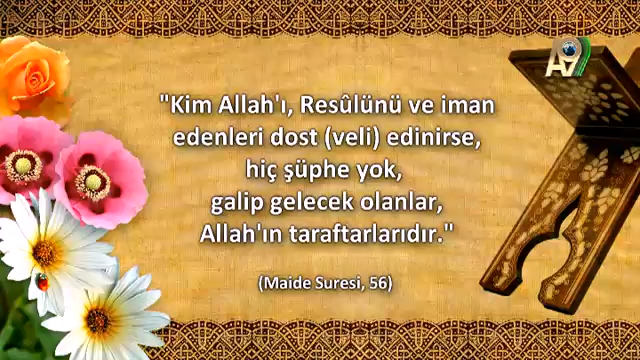 A9
"Kim Allah'ı, Resûlünü ve iman
edenleri dost (veli) edinirse,
hiç şüphe yok,
galip gelecek olanlar,
Allah'ın taraftarlarıdır."
(Maide Suresi, 56)